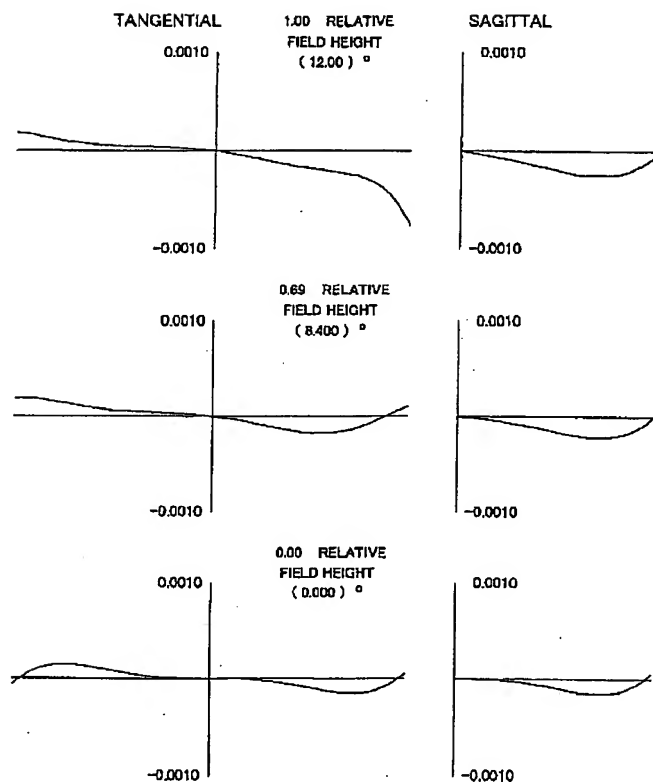 TANGENTIAL
1.00 RELATIVE
FIELD HEIGHT
( 12.00 ) °
SAGITTAL
0.0010
0.0010
-0.0010
-0.0010
0.69 RELATIVE
FIELD HEIGHT
( 8.400 ) °
0.0010
0.0010
-0.0010
-0.0010
0.00 RELATIVE
FIELD HEIGHT
( 0.000 ) °
0.0010
0.0010
-0.0010
-0.0010